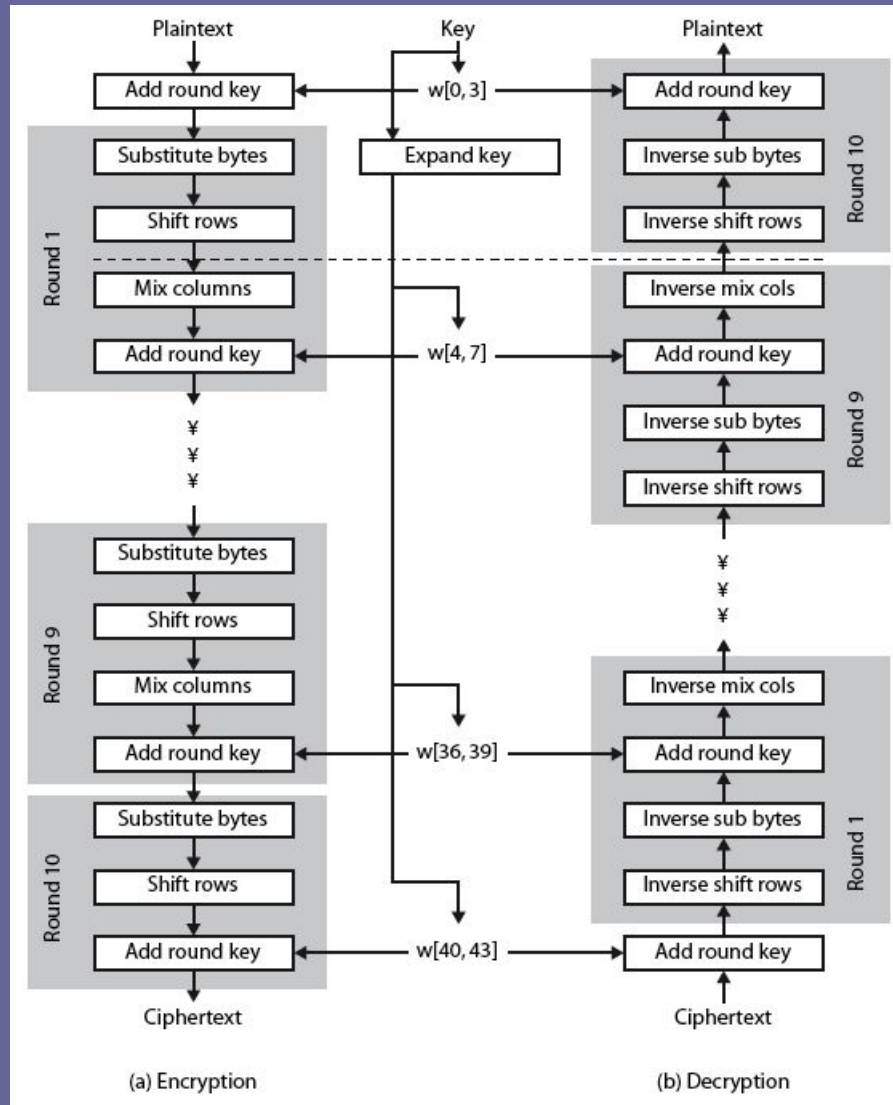 Plaintext
Key
Plaintext
Add round key
w[0, 3]
Add round key
Substitute bytes
Expand key
Inverse sub bytes
Round 10
Shift rows
Inverse shift rows
Round 1
Mix columns
Inverse mix cols
Add round key
w[4, 7]
Add round key
Round 9
¥
Inverse sub bytes
¥
¥
Inverse shift rows
Substitute bytes
¥
¥
¥
Shift rows
Round 9
Mix columns
Inverse mix cols
Add round key
w[36, 39]
Add round key
Substitute bytes
Inverse sub bytes
Round 1
Round 10
Shift rows
Inverse shift rows
Add round key
w[40, 43]
Add round key
Ciphertext
Ciphertext
(a) Encryption
(b) Decryption